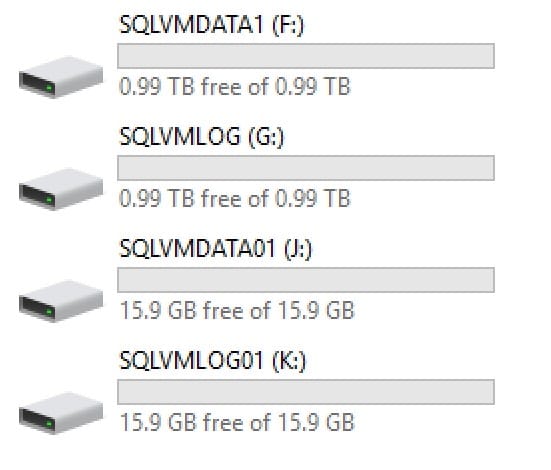 SQLVMDATA1 (F:)
0.99 TB free of 0.99 TB
SQLVMLOG (G:)
0.99 TB free of 0.99 TB
SQLVMDATA01 (J:)
15.9 GB free of 15.9 GB
SQLVMLOG01 (K:)
15.9 GB free of 15.9 GB